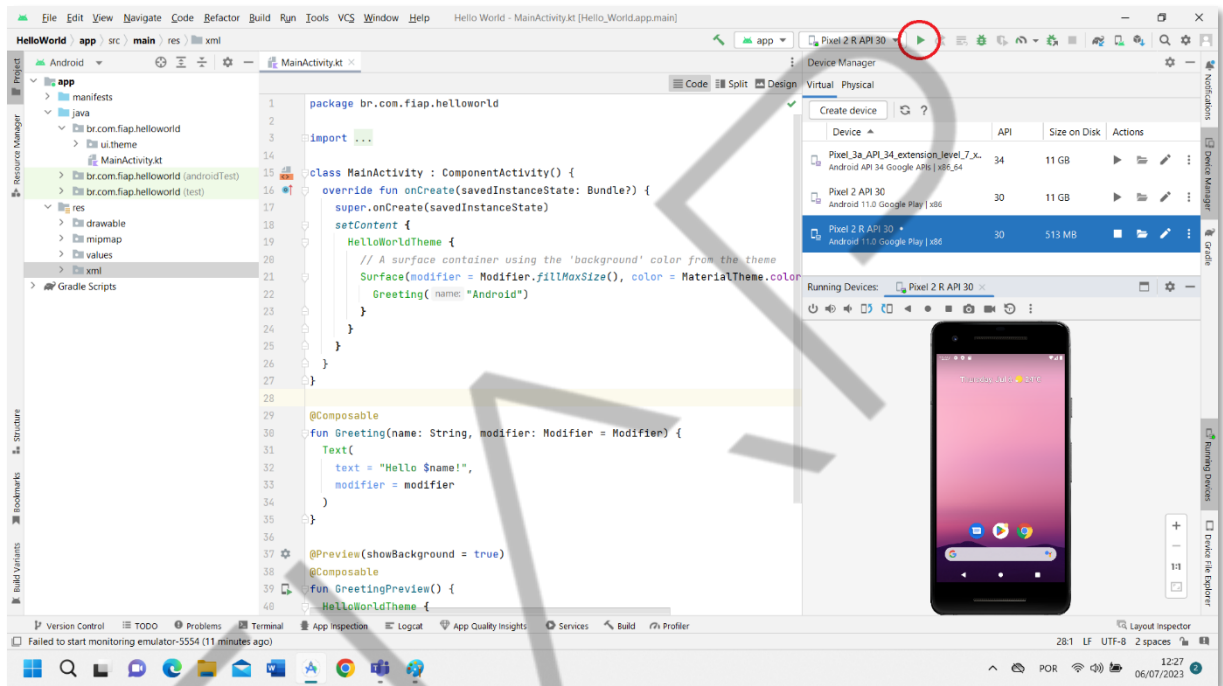 File Edit View Navigate Code Refactor Build Run Tools VCS Window Help Hello World - MainActivity.kt [Hello_World.app.main]
HelloWorld app src main res xml
app Pixel 2 R API 30
Project
Resource Manager
Structure
Bookmarks
Build Variants
Android
app
manifests
java
br.com.fiap.helloworld
ui.theme
MainActivity.kt
br.com.fiap.helloworld (androidTest)
br.com.fiap.helloworld (test)
res
drawable
mipmap
values
xml
Gradle Scripts
MainActivity.kt
Code Split Design
1 package br.com.fiap.helloworld
2
3 import ...
14
15 class MainActivity : ComponentActivity() {
16 override fun onCreate(savedInstanceState: Bundle?) {
17 super.onCreate(savedInstanceState)
18 setContent {
19 HelloWorldTheme {
20 // A surface container using the 'background' color from the theme
21 Surface(modifier = Modifier.fillMaxSize(), color = MaterialTheme.color
22 Greeting( name: "Android")
23 }
24 }
25 }
26 }
27 }
28
29 @Composable
30 fun Greeting(name: String, modifier: Modifier = Modifier) {
31 Text(
32 text = "Hello $name!",
33 modifier = modifier
34 )
35 }
36
37 @Preview(showBackground = true)
38 @Composable
39 fun GreetingPreview() {
40 HelloWorldTheme {
Device Manager
Virtual Physical
Create device ?
Device API Size on Disk Actions
Pixel_3a_API_34_extension_level_7_x.. 34 11 GB
Android API 34 Google APIs | x86_64
Pixel 2 API 30 30 11 GB
Android 11.0 Google Play | x86
Pixel 2 R API 30 30 513 MB
Android 11.0 Google Play | x86
Running Devices: Pixel 2 R API 30
1:1
Notifications
Device Manager
Gradle
Running Devices
Device File Explorer
Version Control TODO Problems Terminal App Inspection Logcat App Quality Insights Services Build Profiler Layout Inspector
Failed to start monitoring emulator-5554 (11 minutes ago) 28:1 LF UTF-8 2 spaces
POR 12:27
06/07/2023 2